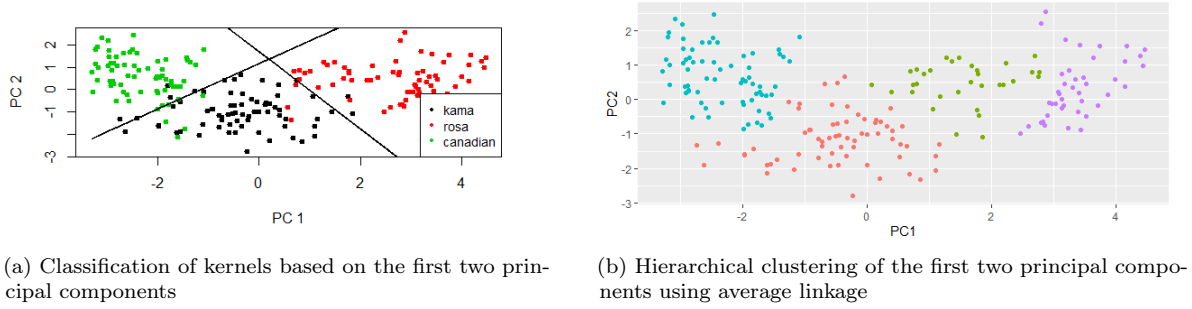 PC 2
2
1
0
-1
-3
-2
0
2
4
PC 1
kama
rosa
canadian
PC2
2
1
0
-1
-2
-3
-2
0
2
4
PC1
(a) Classification of kernels based on the first two prin-
cipal components
(b) Hierarchical clustering of the first two principal compo-
nents using average linkage